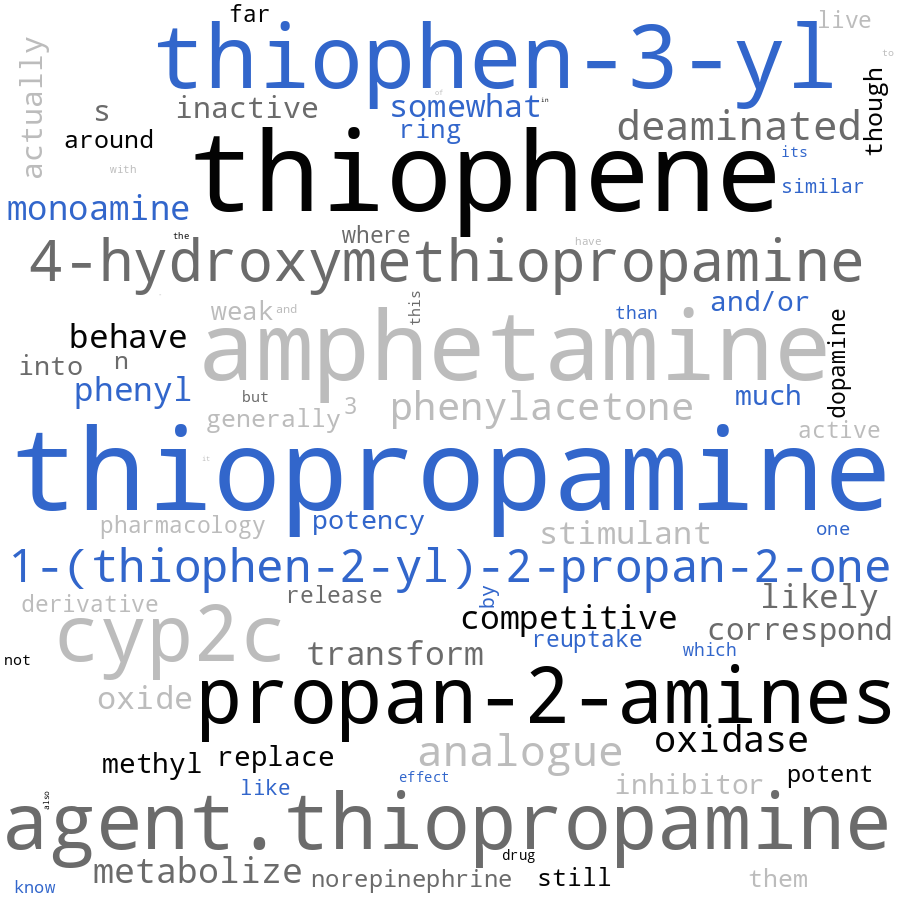 far
live
thiophen-3-yl
to
actually
though
of
in
s
inactive
somewhat
deaminated
around
ring
its
with
thiophene
similar
monoamine
the
where
have
4-hydroxymethiopropamine
this
weak
and
than
and/or
behave
amphetamine
dopamine
into
n
phenyl
but
generally
3
phenylacetone
much
active
thiopropamine
it
pharmacology
potency
stimulant
one
1-(thiophen-2-yl)-2-propan-2-one
derivative
release
by
likely
cyp2c
competitive
correspond
not
transform
reuptake
which
oxide
propan-2-amines
methyl
replace
analogue
oxidase
like
effect
inhibitor
potent
also
agent.thiopropamine
drug
metabolize
know
norepinephrine
still
them